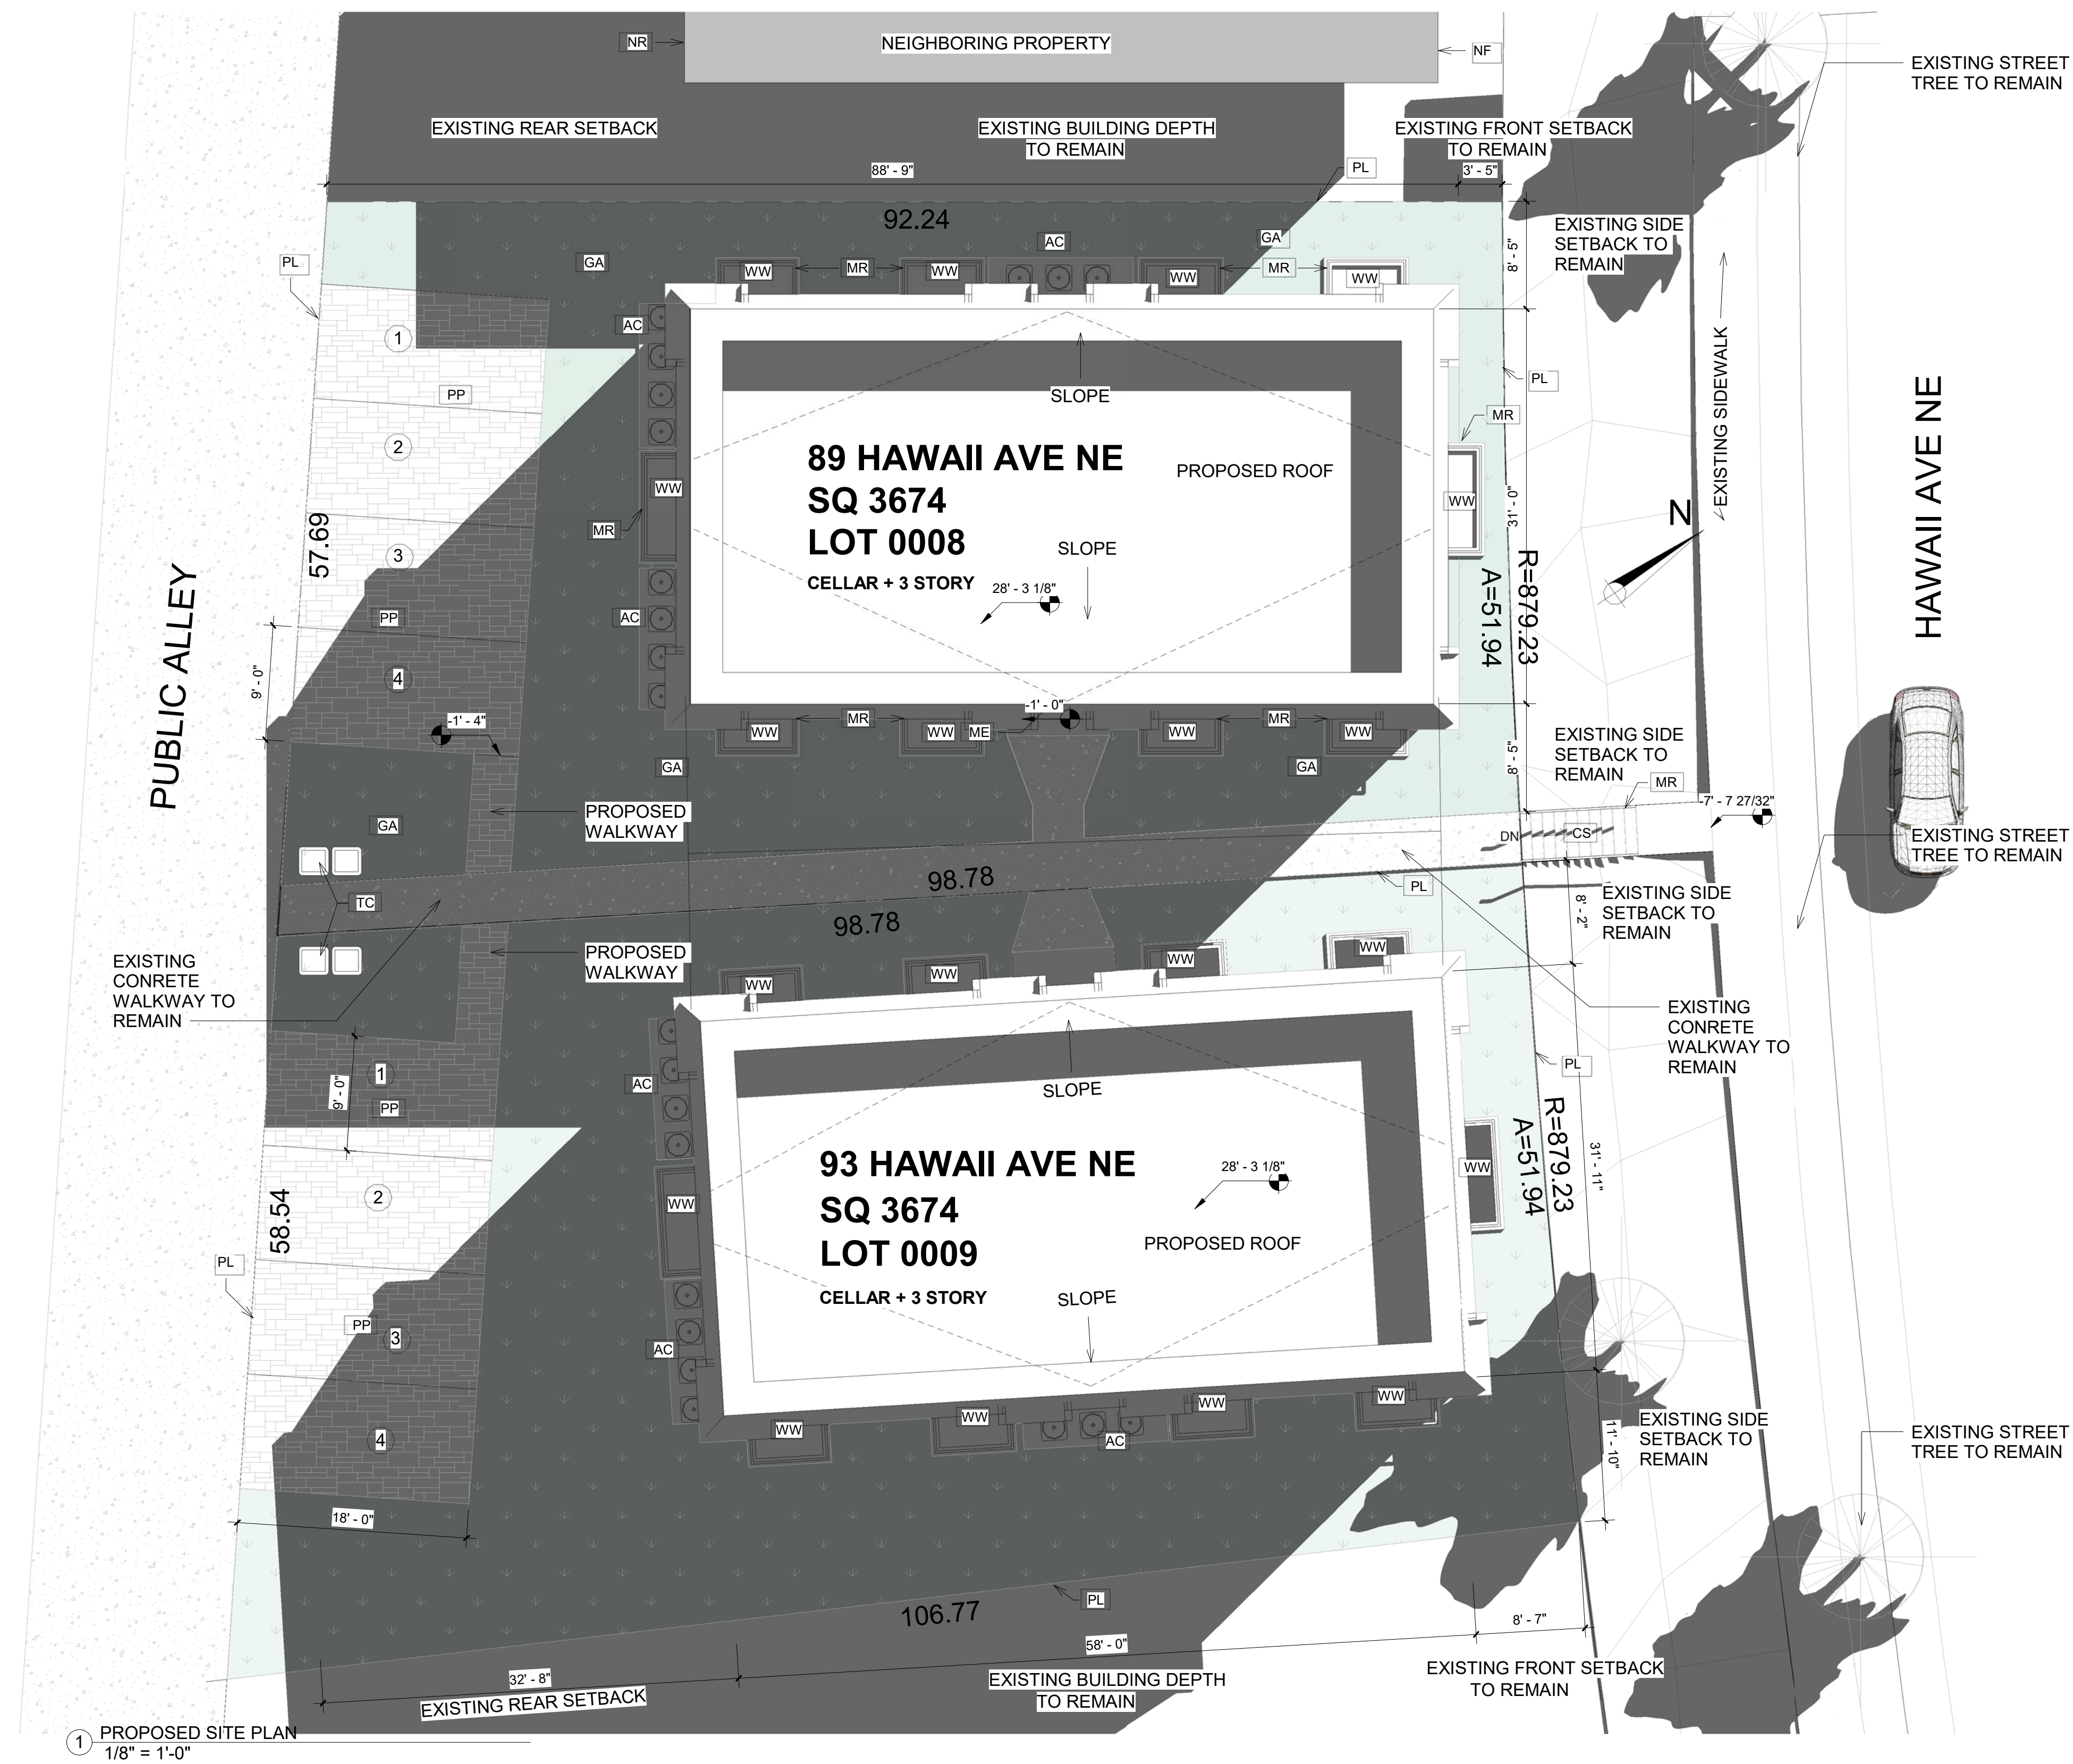 NR
NEIGHBORING PROPERTY
NF
EXISTING STREET
TREE TO REMAIN
EXISTING REAR SETBACK
EXISTING BUILDING DEPTH
TO REMAIN
EXISTING FRONT SETBACK
TO REMAIN
88' - 9"
PL
3' - 5"
92.24
PL
GA
AC
GA
8' - 5"
EXISTING SIDE
SETBACK TO
REMAIN
WW
MR
WW
WW
MR
WW
AC
1
PP
2
3
PP
4
57.69
SLOPE
PL
MR
EXISTING SIDEWALK
HAWAII AVE NE
89 HAWAII AVE NE
SQ 3674
LOT 0008
CELLAR + 3 STORY
PROPOSED ROOF
SLOPE
28' - 3 1/8"
WW
MR
AC
WW
31' - 0"
N
R=879.23
A=51.94
PUBLIC ALLEY
9' - 0"
-1' - 4"
-1' - 0"
WW
MR
WW
ME
WW
MR
WW
GA
GA
8' - 5"
EXISTING SIDE
SETBACK TO
REMAIN
MR
-7' - 7 27/32"
GA
PROPOSED
WALKWAY
DN
CS
EXISTING STREET
TREE TO REMAIN
TC
98.78
98.78
PL
8' - 2"
EXISTING SIDE
SETBACK TO
REMAIN
EXISTING
CONRETE
WALKWAY TO
REMAIN
PROPOSED
WALKWAY
WW
WW
WW
WW
EXISTING
CONRETE
WALKWAY TO
REMAIN
1
9' - 0"
PP
2
58.54
PL
PP
3
4
AC
SLOPE
PL
93 HAWAII AVE NE
SQ 3674
LOT 0009
CELLAR + 3 STORY
28' - 3 1/8"
PROPOSED ROOF
SLOPE
WW
WW
R=879.23
A=51.94
31' - 11"
AC
WW
WW
AC
WW
WW
11' - 10"
EXISTING SIDE
SETBACK TO
REMAIN
EXISTING STREET
TREE TO REMAIN
18' - 0"
PL
106.77
8' - 7"
58' - 0"
32' - 8"
EXISTING REAR SETBACK
EXISTING BUILDING DEPTH
TO REMAIN
EXISTING FRONT SETBACK
TO REMAIN
1
PROPOSED SITE PLAN
1/8" = 1'-0"